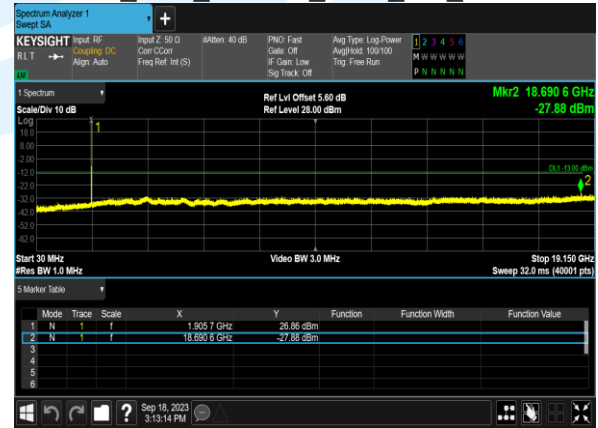 Spectrum Analyzer 1
Swept SA
+
KEYSIGHT
RLT
LV
Input: RF
Coupling: DC
Align: Auto
Input Z: 50 Ω
Corr CCorr
Freq Ref: Int (S)
#Atten: 40 dB
PNO: Fast
Gate: Off
IF Gain: Low
Sig Track: Off
Avg Type: Log-Power
Avg|Hold: 100/100
Trig: Free Run
1 2 3 4 5 6
M W W W W W
P N N N N N
1 Spectrum
Scale/Div 10 dB
Ref Lvl Offset 5.60 dB
Ref Level 28.00 dBm
Mkr2 18.690 6 GHz
-27.88 dBm
Log
18.0
8.00
-2.00
-12.0
-22.0
-32.0
-42.0
-52.0
-62.0
1
DL1 -13.00 dBm
2
Start 30 MHz
#Res BW 1.0 MHz
Video BW 3.0 MHz
Stop 19.150 GHz
Sweep 32.0 ms (40001 pts)
5 Marker Table
Mode Trace Scale X Y Function Function Width Function Value
1 N 1 f 1.905 7 GHz 26.86 dBm
2 N 1 f 18.690 6 GHz -27.88 dBm
3
4
5
6
?
Sep 18, 2023
3:13:14 PM